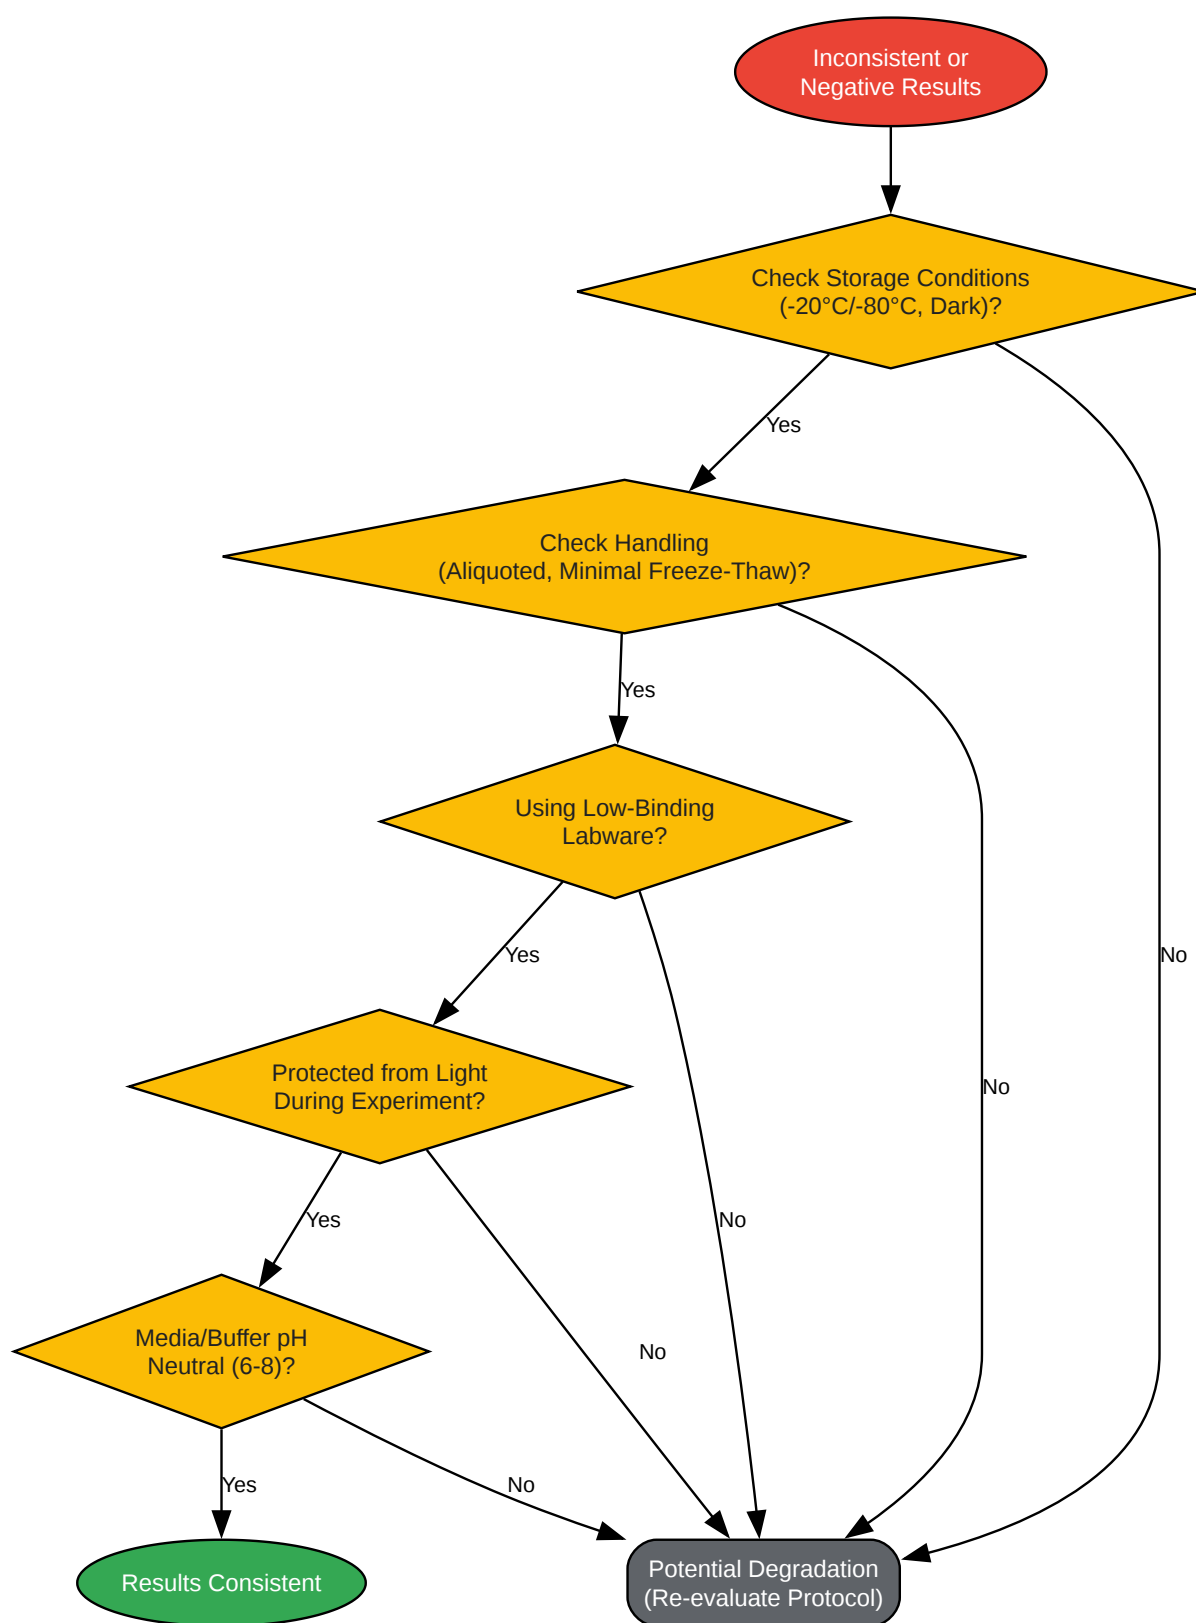 Inconsistent or
Negative Results
Check Storage Conditions
(-20°C/-80°C, Dark)?
Yes
Check Handling
(Aliquoted, Minimal Freeze-Thaw)?
Yes
Using Low-Binding
Labware?
Yes
No
Protected from Light
During Experiment?
No
Yes
No
Media/Buffer pH
Neutral (6-8)?
No
Yes
No
Results Consistent
Potential Degradation
(Re-evaluate Protocol)